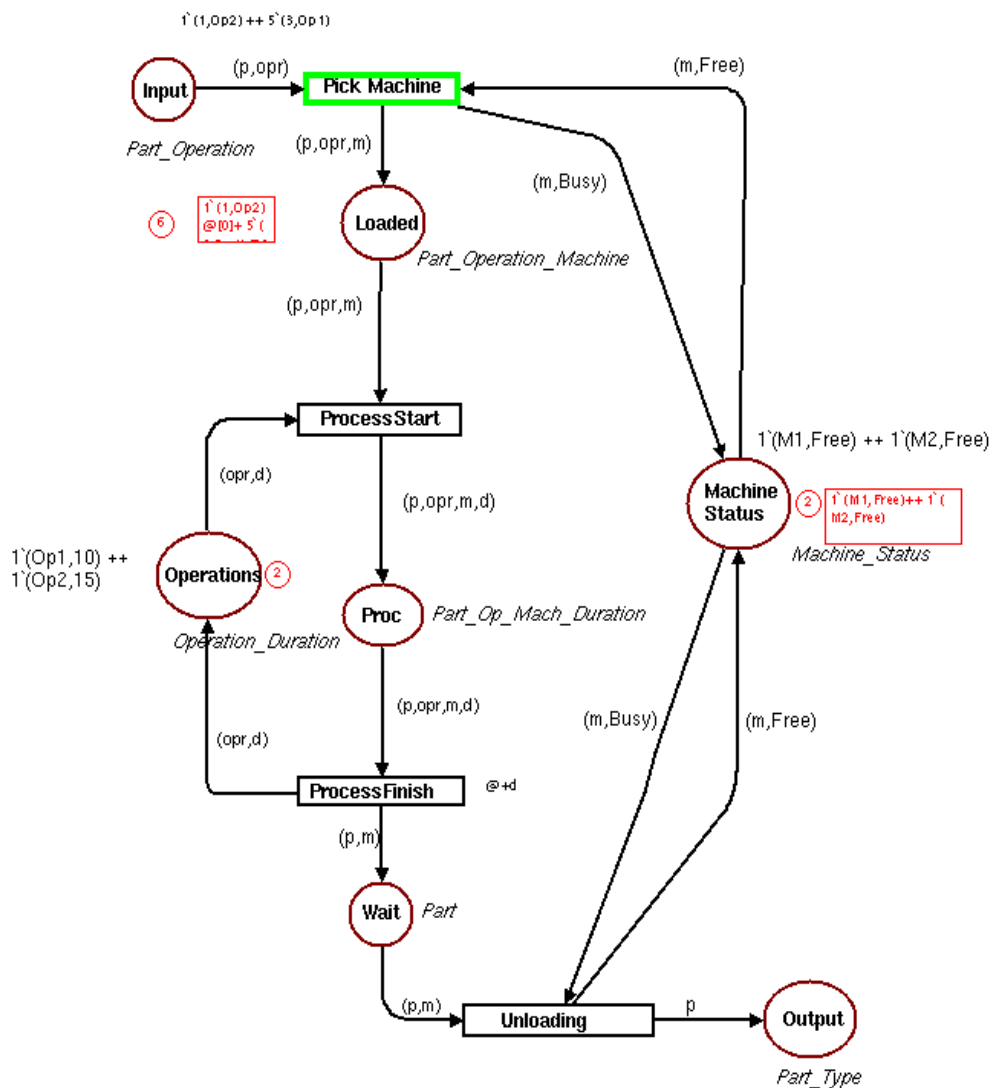 1`(1,Op2) ++ 5`(3,Op1)
(p,opr)
(m,Free)
Input
Pick Machine
Part_Operation
(p,opr,m)
(m,Busy)
6
1`(1,Op2)
@[0]+ 5`(
Loaded
Part_Operation_Machine
(p,opr,m)
ProcessStart
1`(M1,Free) ++ 1`(M2,Free)
(opr,d)
(p,opr,m,d)
Machine
Status
2
1`(M1,Free)++ 1`(
M2,Free)
Machine_Status
1`(Op1,10) ++
1`(Op2,15)
Operations
2
Proc
Part_Op_Mach_Duration
Operation_Duration
(p,opr,m,d)
(m,Busy)
(m,Free)
(opr,d)
ProcessFinish
@+d
(p,m)
Wait
Part
(p,m)
Unloading
p
Output
Part_Type